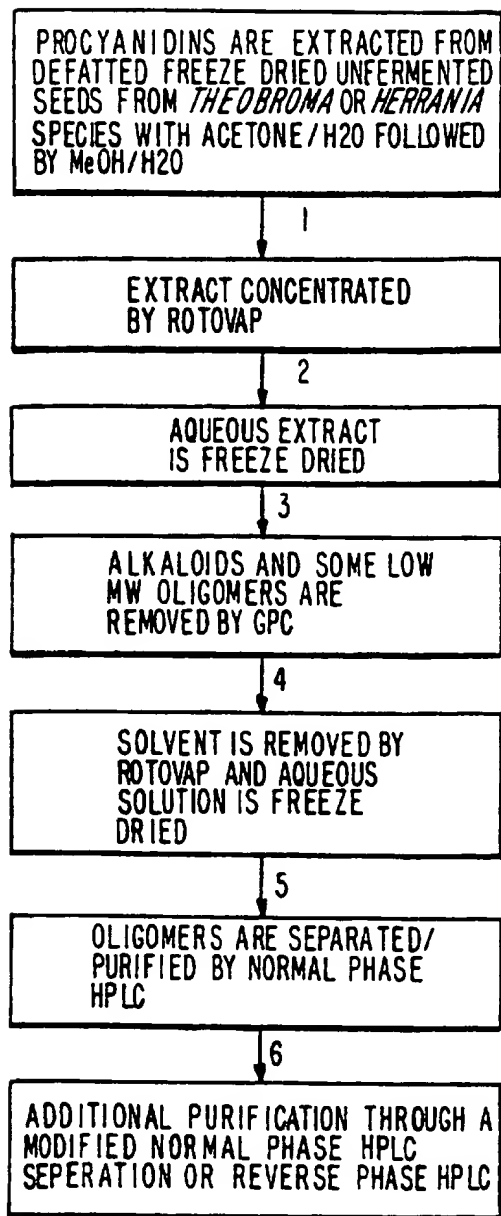 PROCYANIDINS ARE EXTRACTED FROM
DEFATTED FREEZE DRIED UNFERMENTED
SEEDS FROM THEOBROMA OR HERRANIA
SPECIES WITH ACETONE/H2O FOLLOWED
BY MeOH/H2O
1
EXTRACT CONCENTRATED
BY ROTOVAP
2
AQUEOUS EXTRACT
IS FREEZE DRIED
3
ALKALOIDS AND SOME LOW
MW OLIGOMERS ARE
REMOVED BY GPC
4
SOLVENT IS REMOVED BY
ROTOVAP AND AQUEOUS
SOLUTION IS FREEZE
DRIED
5
OLIGOMERS ARE SEPARATED/
PURIFIED BY NORMAL PHASE
HPLC
6
ADDITIONAL PURIFICATION THROUGH A
MODIFIED NORMAL PHASE HPLC
SEPERATION OR REVERSE PHASE HPLC